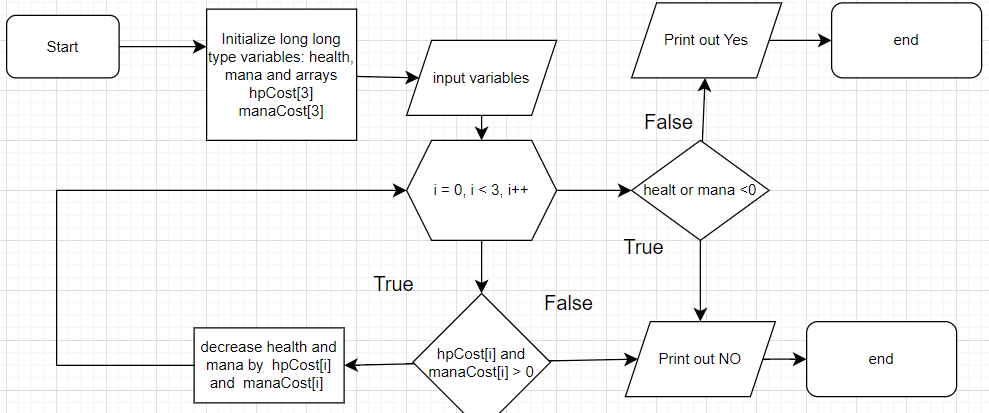 Start
Initialize long long
type variables: health,
mana and arrays
hpCost[3]
manaCost[3]
input variables
Print out Yes
end
False
i = 0, i < 3, i++
healt or mana <0
True
True
False
decrease health and
mana by  hpCost[i]
and  manaCost[i]
hpCost[i] and
manaCost[i] > 0
Print out NO
end